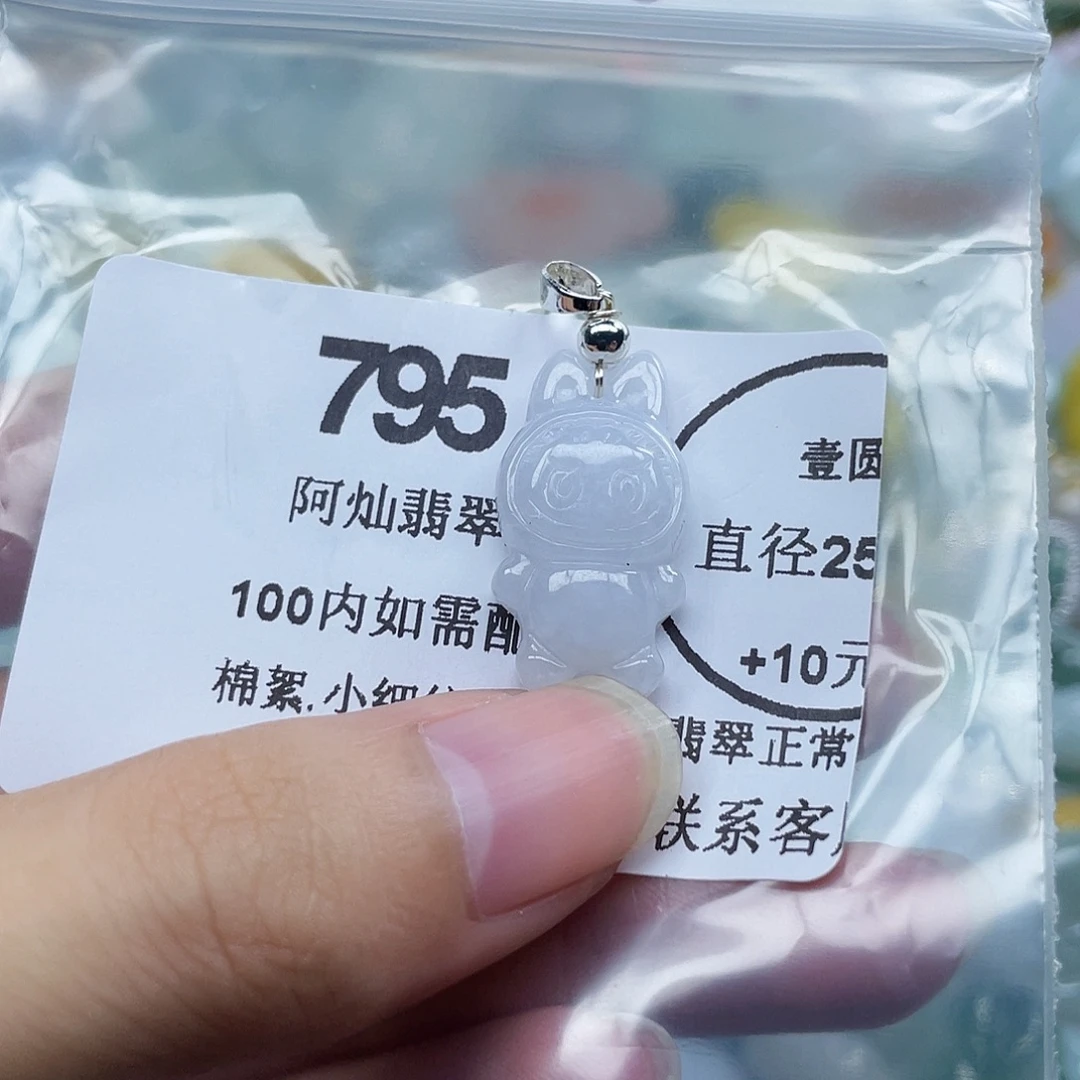 795
阿灿翡翠
壹圆
直径25
100内如需配
+10元
棉絮.小细
翡翠正常
联系客